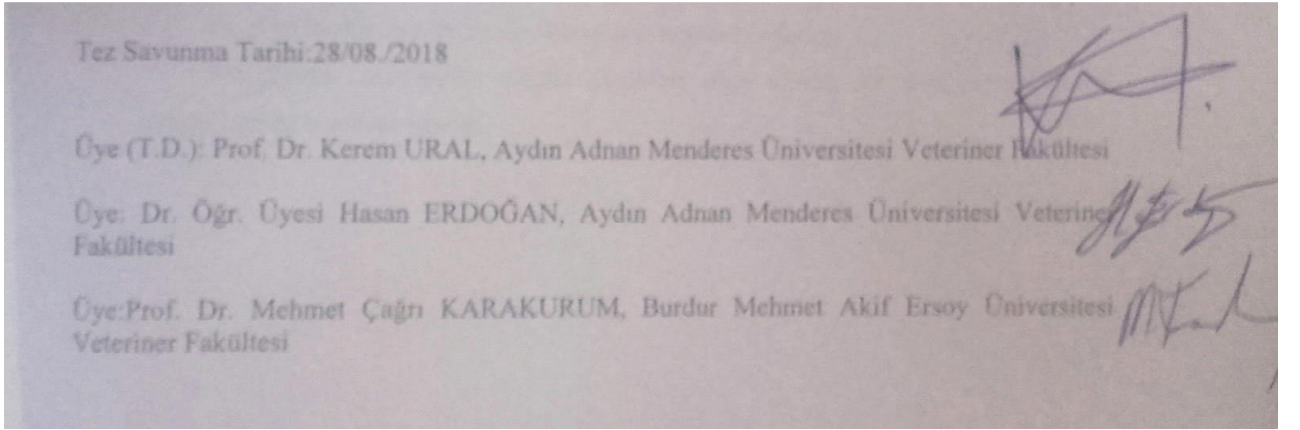 Tez Savunma Tarihi:28/08./2018
Üye (T.D.): Prof. Dr. Kerem URAL, Aydın Adnan Menderes Üniversitesi Veteriner Fakültesi
Üye: Dr. Öğr. Üyesi Hasan ERDOĞAN, Aydın Adnan Menderes Üniversitesi Veteriner
Fakültesi
Üye:Prof. Dr. Mehmet Çağrı KARAKURUM, Burdur Mehmet Akif Ersoy Üniversitesi
Veteriner Fakültesi